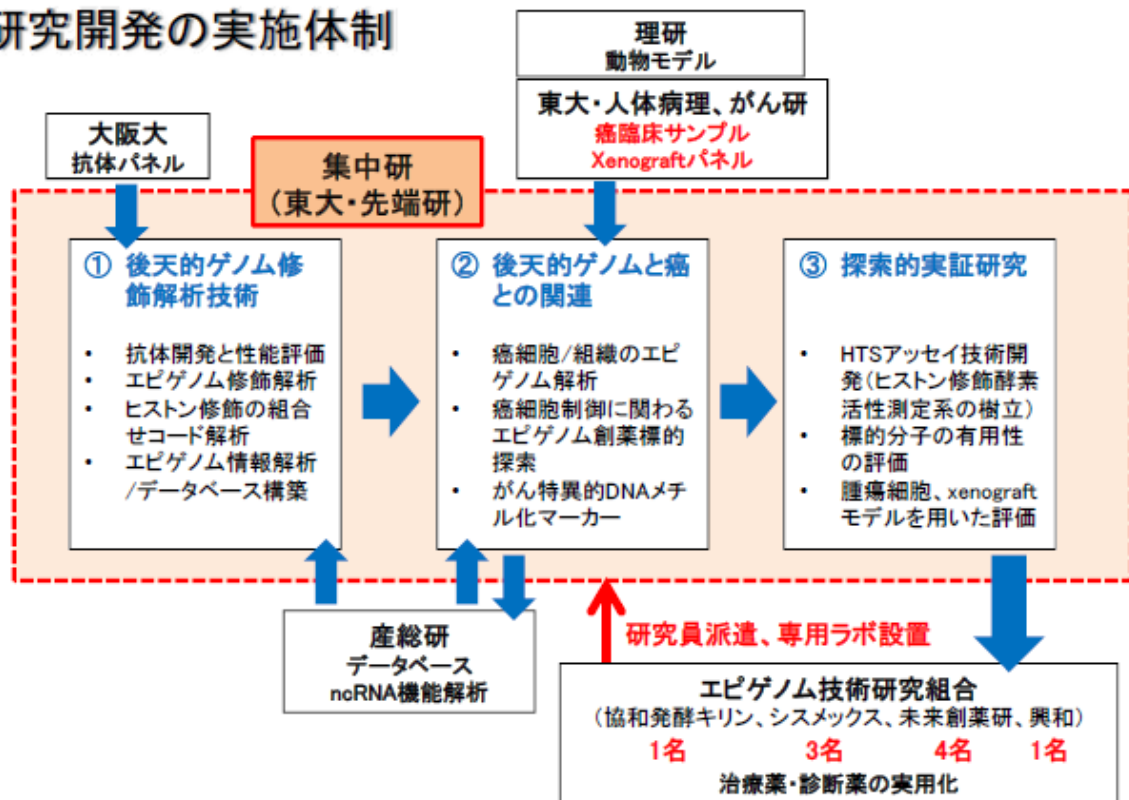 研究開発の実施体制
理研
動物モデル
東大・人体病理、がん研
癌臨床サンプル
Xenograftパネル
大阪大
抗体パネル
集中研
(東大・先端研)
① 後天的ゲノム修
飾解析技術
• 抗体開発と性能評価
• エピゲノム修飾解析
• ヒストン修飾の組合
せコード解析
• エピゲノム情報解析
/データベース構築
② 後天的ゲノムと癌
との関連
• 癌細胞/組織のエピ
ゲノム解析
• 癌細胞制御に関わる
エピゲノム創薬標的
探索
• がん特異的DNAメチ
ル化マーカー
③ 探索的実証研究
• HTSアッセイ技術開
発(ヒストン修飾酵素
活性測定系の樹立)
• 標的分子の有用性
の評価
• 腫瘍細胞、xenograft
モデルを用いた評価
産総研
データベース
ncRNA機能解析
研究員派遣、専用ラボ設置
エピゲノム技術研究組合
(協和発酵キリン、シスメックス、未来創薬研、興和)
1名 3名 4名 1名
治療薬・診断薬の実用化